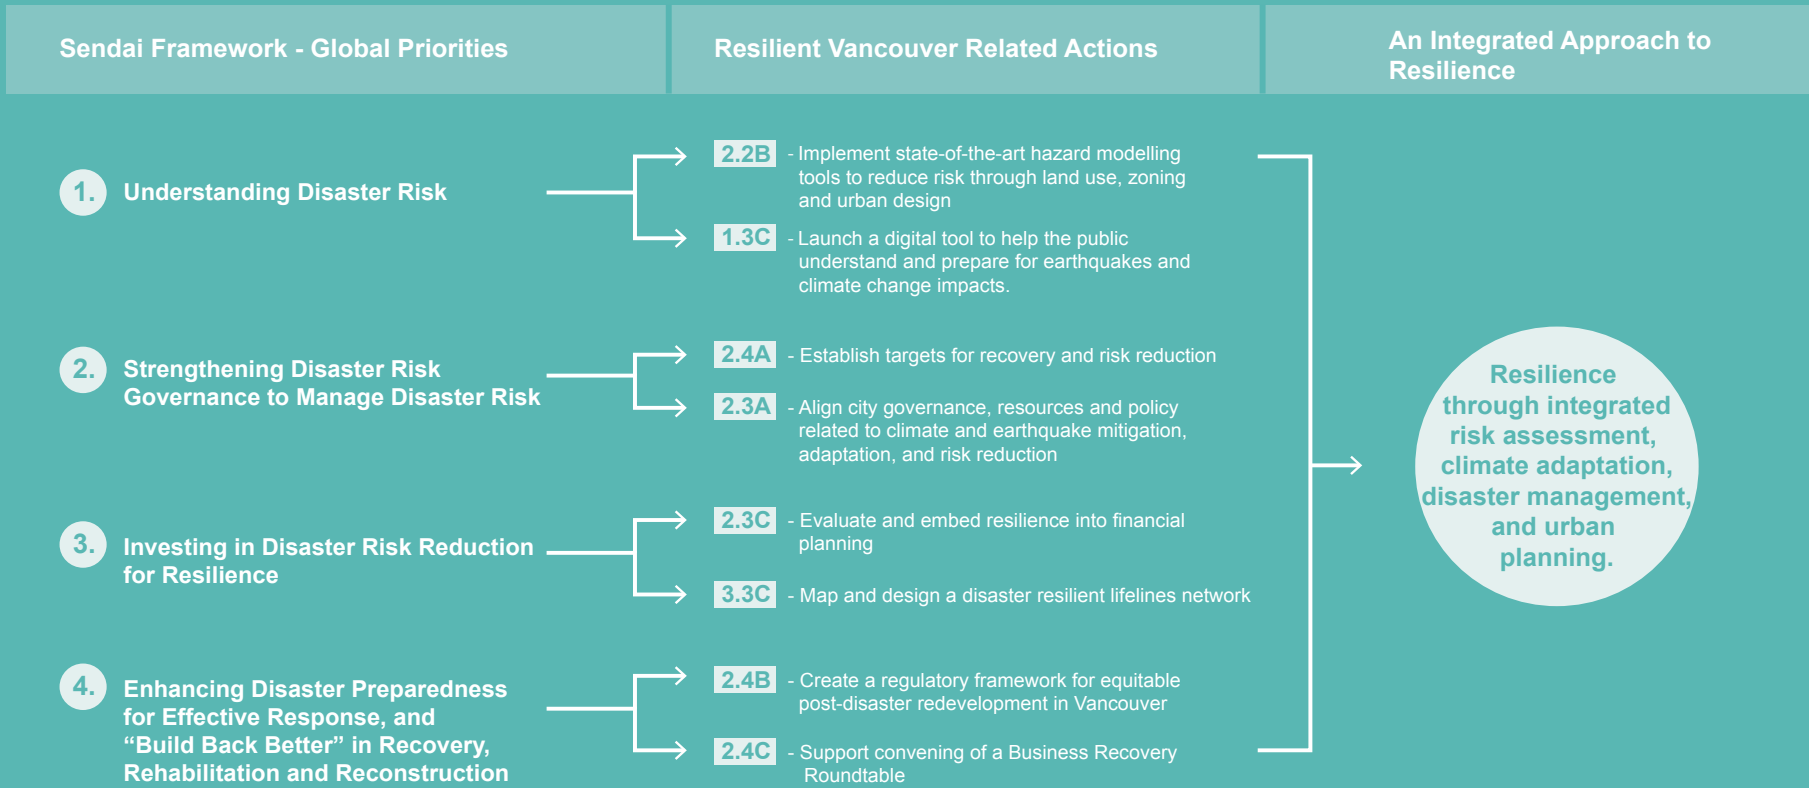 Sendai Framework - Global Priorities
Resilient Vancouver Related Actions
An Integrated Approach to
Resilience
1. Understanding Disaster Risk
2.2B - Implement state-of-the-art hazard modelling
tools to reduce risk through land use, zoning
and urban design
1.3C - Launch a digital tool to help the public
understand and prepare for earthquakes and
climate change impacts.
2. Strengthening Disaster Risk
Governance to Manage Disaster Risk
2.4A - Establish targets for recovery and risk reduction
2.3A - Align city governance, resources and policy
related to climate and earthquake mitigation,
adaptation, and risk reduction
3. Investing in Disaster Risk Reduction
for Resilience
2.3C - Evaluate and embed resilience into financial
planning
3.3C - Map and design a disaster resilient lifelines network
4. Enhancing Disaster Preparedness
for Effective Response, and
“Build Back Better” in Recovery,
Rehabilitation and Reconstruction
2.4B - Create a regulatory framework for equitable
post-disaster redevelopment in Vancouver
2.4C - Support convening of a Business Recovery
Roundtable
Resilience
through integrated
risk assessment,
climate adaptation,
disaster management,
and urban
planning.